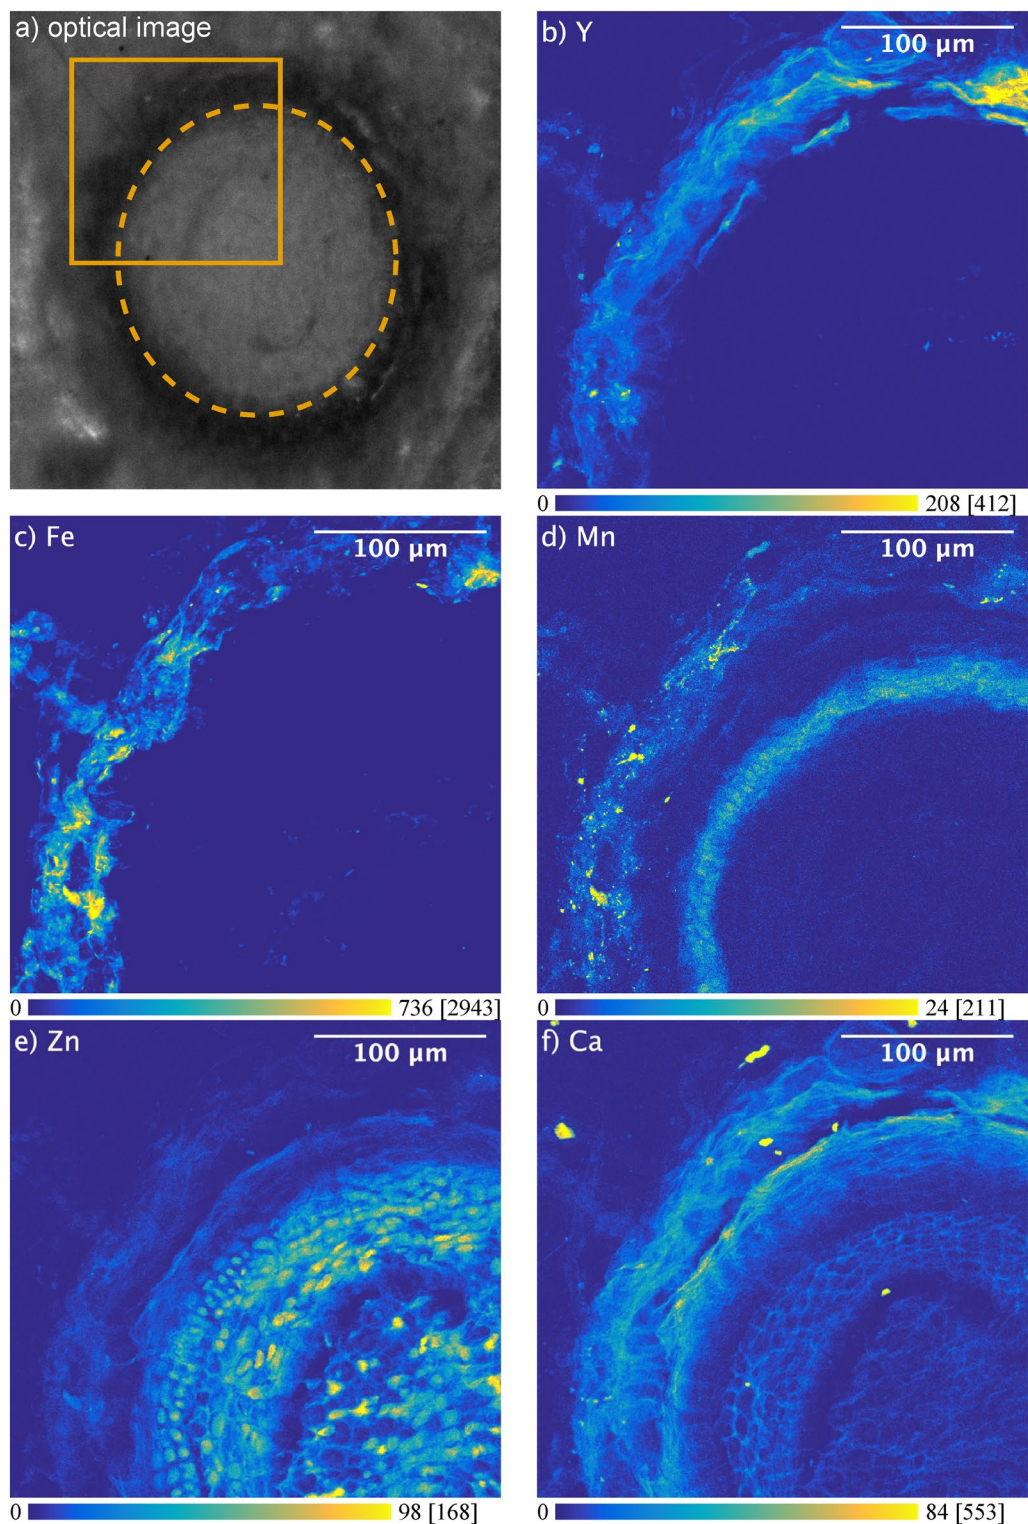 a) optical image
b) Y
100 µm
0 208 [412]
c) Fe
100 µm
0 736 [2943]
d) Mn
100 µm
0 24 [211]
e) Zn
100 µm
0 98 [168]
f) Ca
100 µm
0 84 [553]